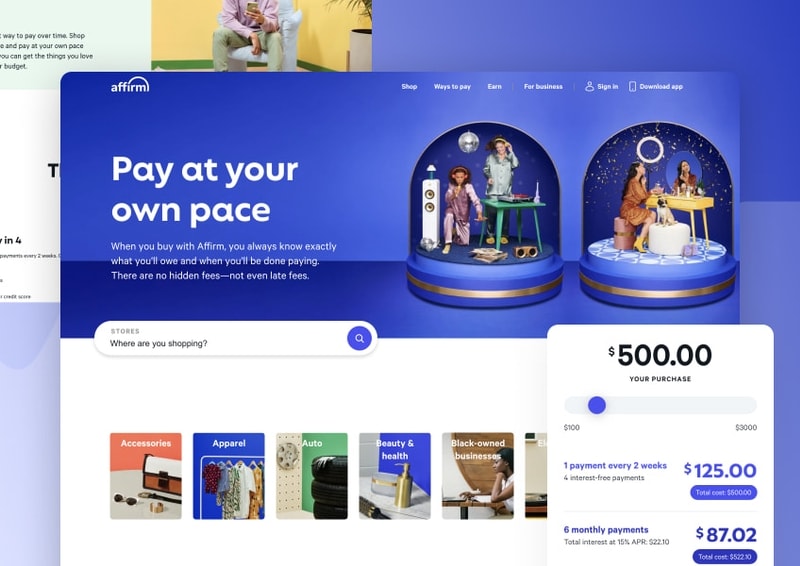 way to pay over time. Shop
and pay at your own pace
you can get the things you love
budget.
affirm
Shop
Ways to pay
Earn
For business
Sign in
Download app
Pay at your
own pace
When you buy with Affirm, you always know exactly
what you'll owe and when you'll be done paying.
There are no hidden fees—not even late fees.
in 4
payments every 2 weeks.
credit score
STORES
Where are you shopping?
Accessories
Apparel
Auto
Beauty &
health
Black-owned
businesses
$500.00
YOUR PURCHASE
$100
$3000
1 payment every 2 weeks
4 interest-free payments
$125.00
Total cost: $500.00
6 monthly payments
Total interest at 15% APR: $22.10
$87.02
Total cost: $522.10